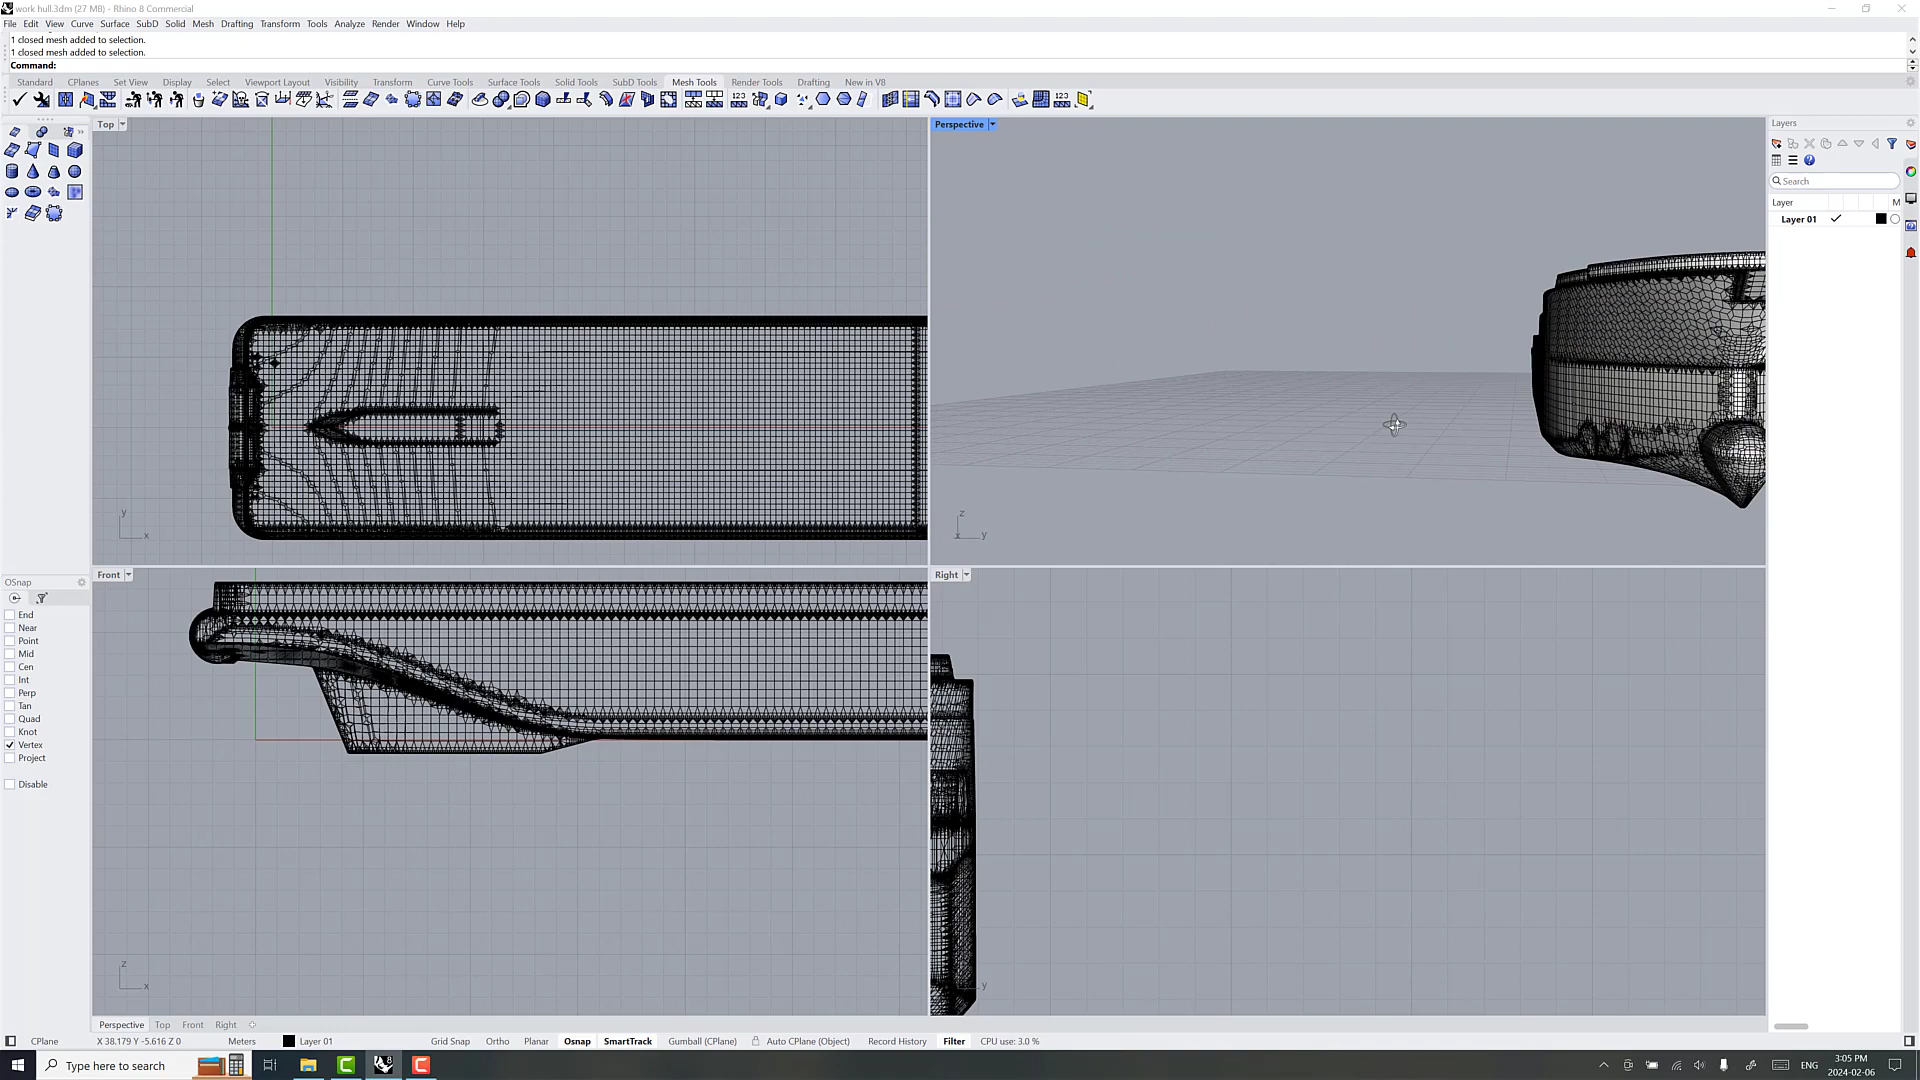 work hull.3dm (27 MB) - Rhino 8 Commercial
File Edit View Curve Surface Solid SubD Mesh Drafting Transform Tools Analyze Render Window Help
1 closed mesh added to selection.
1 closed mesh added to selection.
Command:
Standard CPlanes Set View Display Select Viewport Layout Visibility Transform Curve Tools Surface Tools Solid Tools SubD Tools Mesh Tools Render Tools Drafting New in V8
Top
Perspective
Layers
Search
Layer M
Layer 01
y
x
z
x y
OSnap
End
Near
Point
Mid
Cen
Int
Perp
Tan
Quad
Knot
Vertex
Project
Disable
Front
Right
z
x
y
Perspective Top Front Right
CPlane X 38.179 Y -5.616 Z 0 Meters Layer 01 Grid Snap Ortho Planar Osnap SmartTrack Gumball (CPlane) Auto CPlane (Object) Record History Filter CPU use: 3.0 %
Type here to search
ENG
3:05 PM
2024-02-06